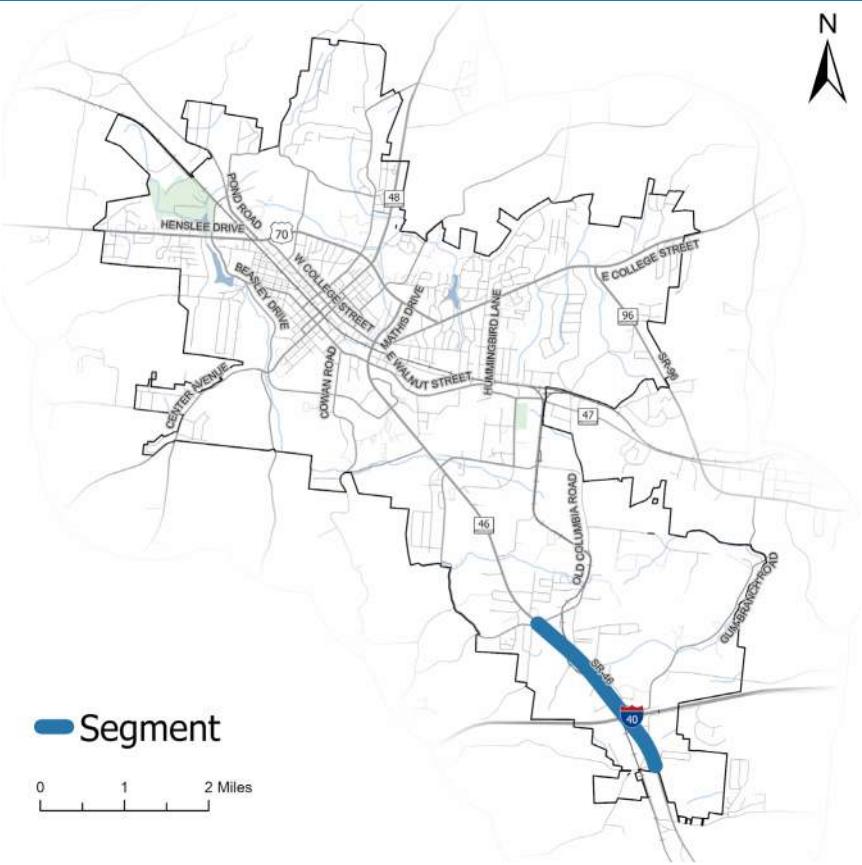 N
48
POND ROAD
HENSLEE DRIVE
70
W COLLEGE STREET
E COLLEGE STREET
BEASLEY DRIVE
MATHIS DRIVE
HUMMINGBIRD LANE
96
SR-96
E WALNUT STREET
COWAN ROAD
CENTER AVENUE
47
46
OLD COLUMBIA ROAD
GUM BRANCH ROAD
SR-46
40
Segment
0 1 2 Miles